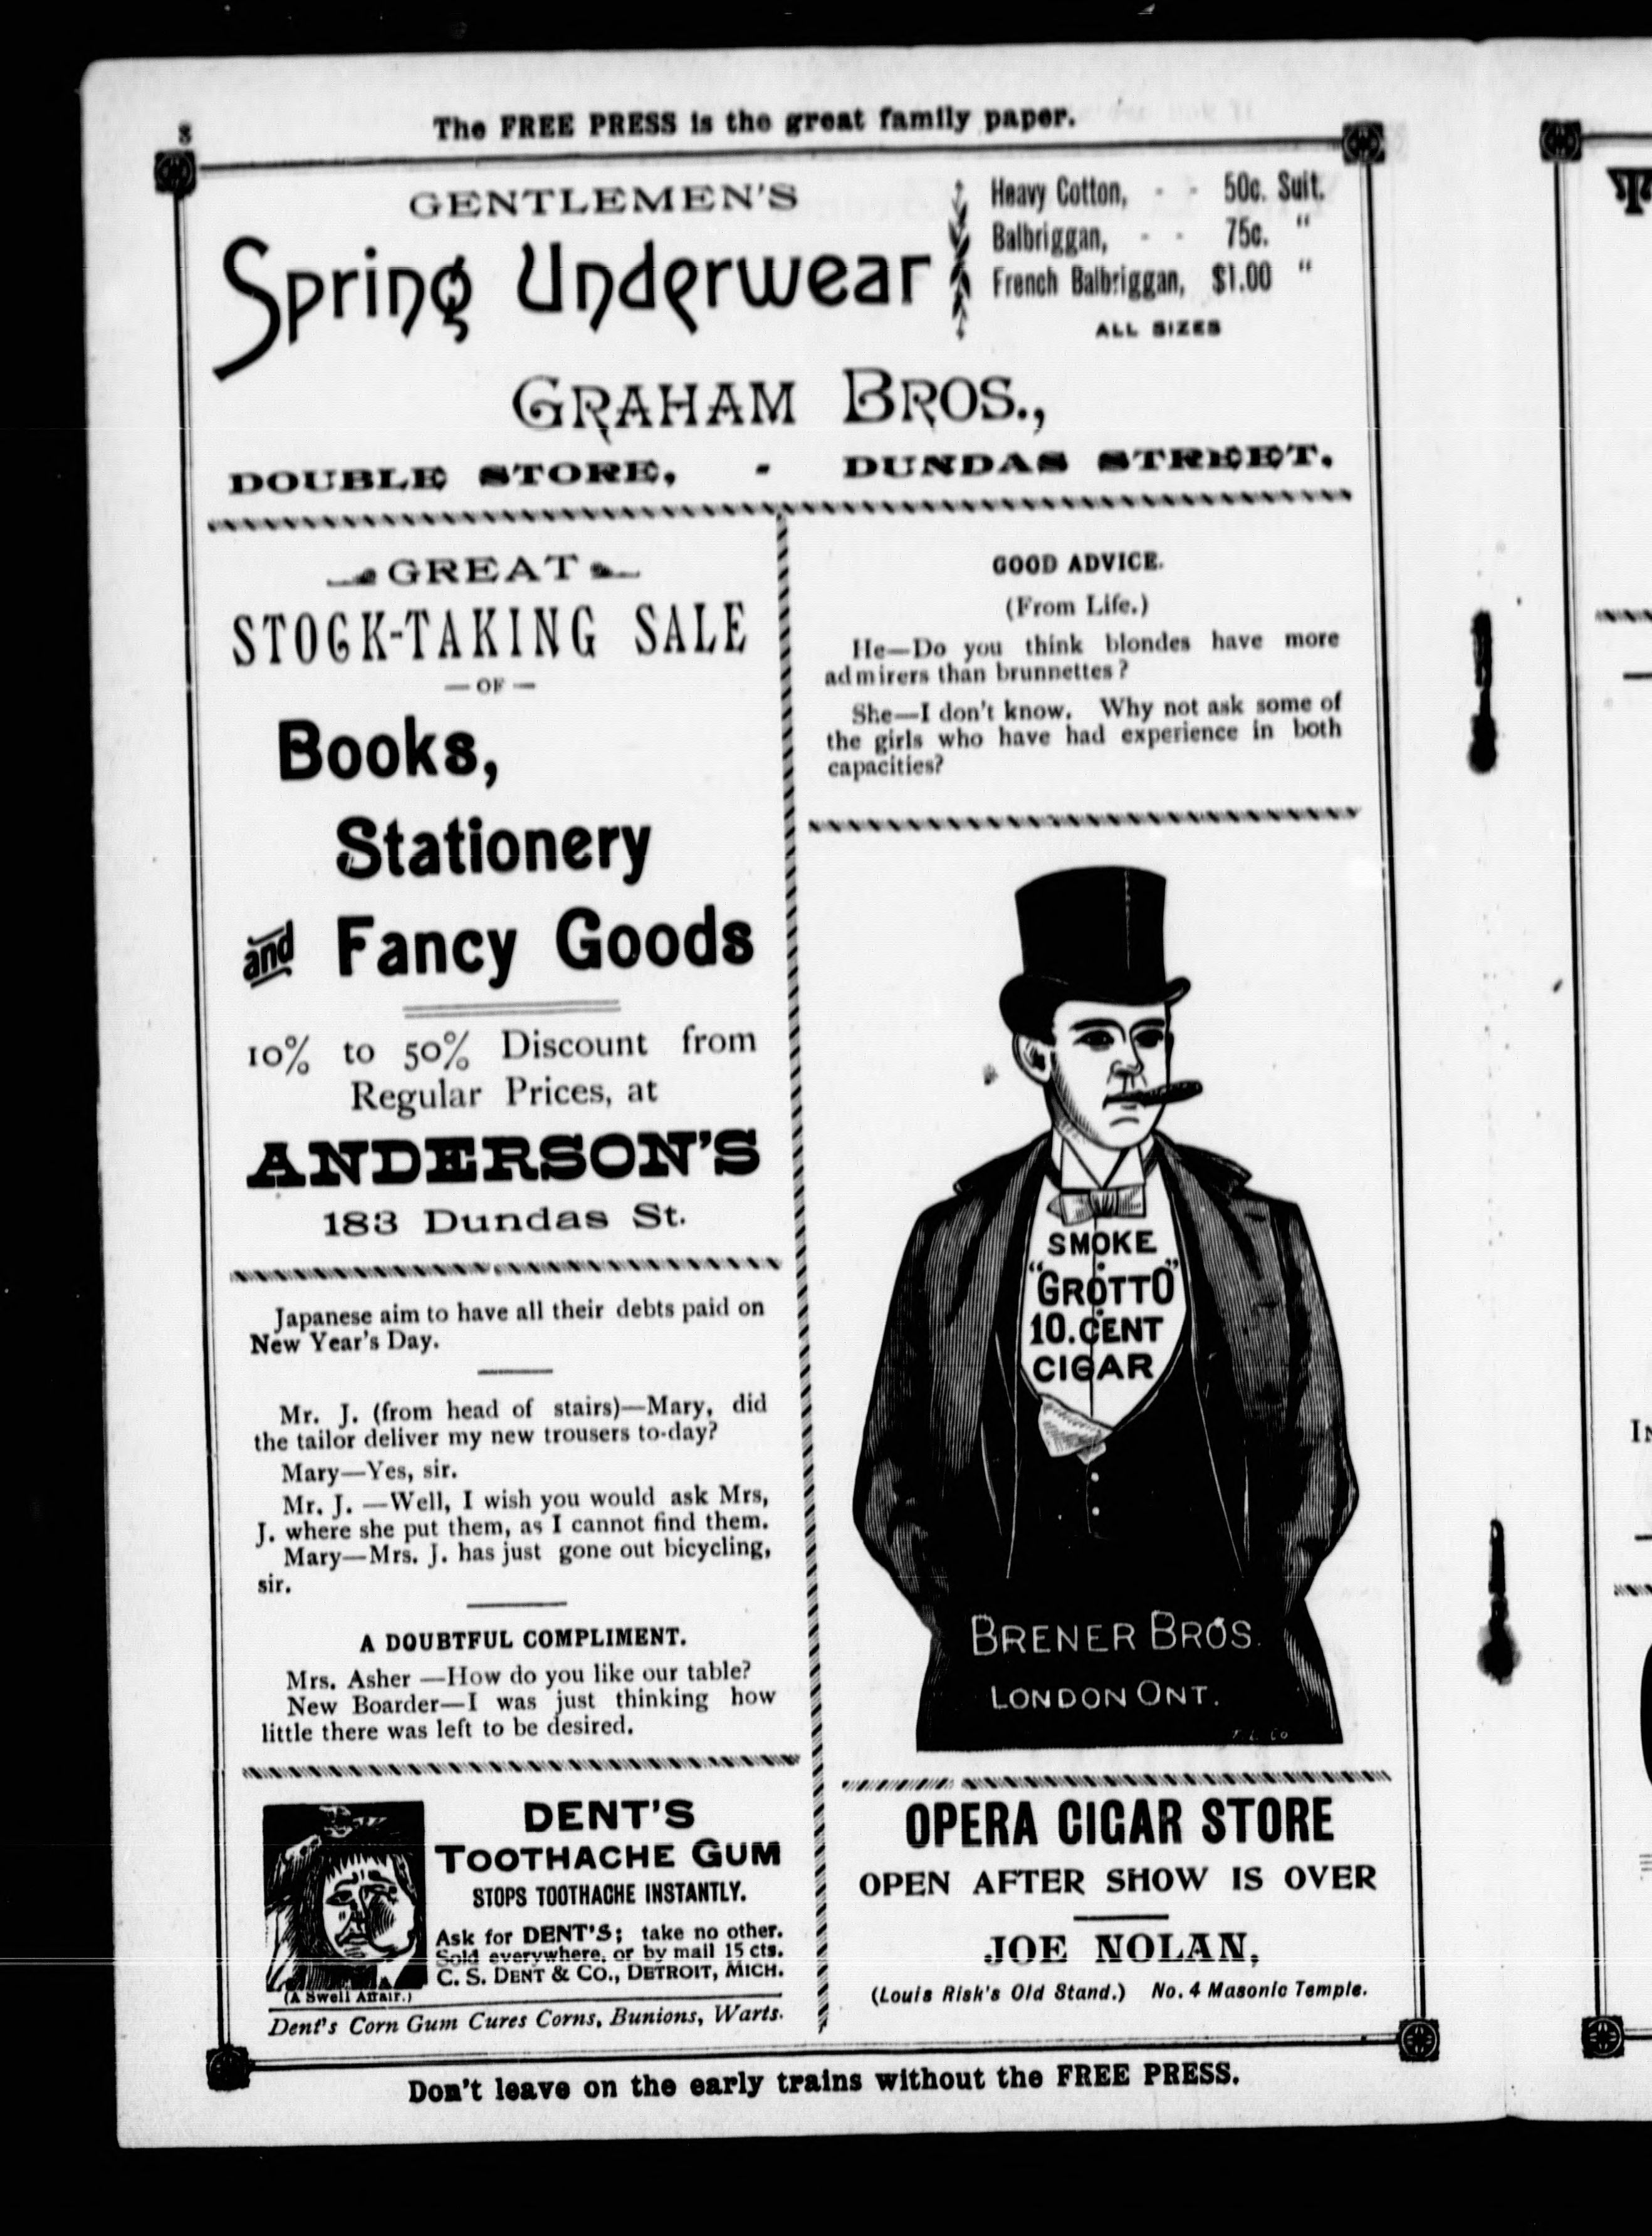 8
The FREE PRESS is the great family paper.
GENTLEMEN'S
Spring Underwear
Heavy Cotton, - - 50c. Suit.
Balbriggan, - - 75c. "
French Balbriggan, $1.00 "
ALL SIZES
GRAHAM BROS.,
DOUBLE STORE, - DUNDAS STREET.
GREAT
STOCK-TAKING SALE
— OF —
Books,
Stationery
and Fancy Goods
10% to 50% Discount from
Regular Prices, at
ANDERSON'S
183 Dundas St.
Japanese aim to have all their debts paid on
New Year's Day.
Mr. J. (from head of stairs)—Mary, did
the tailor deliver my new trousers to-day?
Mary—Yes, sir.
Mr. J. —Well, I wish you would ask Mrs,
J. where she put them, as I cannot find them.
Mary—Mrs. J. has just gone out bicycling,
sir.
A DOUBTFUL COMPLIMENT.
Mrs. Asher —How do you like our table?
New Boarder—I was just thinking how
little there was left to be desired.
DENT'S
TOOTHACHE GUM
STOPS TOOTHACHE INSTANTLY.
Ask for DENT'S; take no other.
Sold everywhere, or by mail 15 cts.
C. S. DENT & CO., DETROIT, MICH.
(A Swell Affair.)
Dent's Corn Gum Cures Corns, Bunions, Warts.
GOOD ADVICE.
(From Life.)
He—Do you think blondes have more
admirers than brunnettes?
She—I don't know. Why not ask some of
the girls who have had experience in both
capacities?
SMOKE
"GROTTO"
10.CENT
CIGAR
BRENER BROS.
LONDON ONT.
OPERA CIGAR STORE
OPEN AFTER SHOW IS OVER
JOE NOLAN,
(Louis Risk's Old Stand.) No. 4 Masonic Temple.
Don't leave on the early trains without the FREE PRESS.